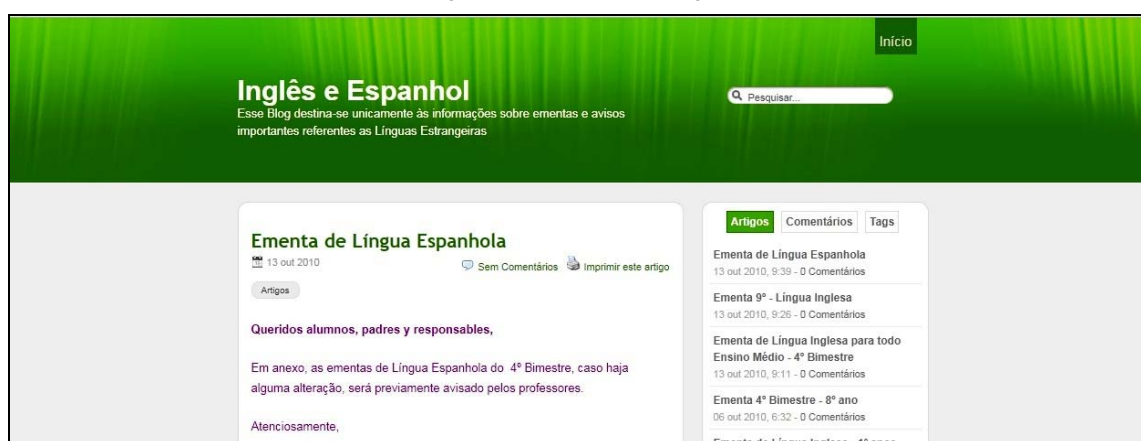 Início
Inglês e Espanhol
Esse Blog destina-se unicamente às informações sobre ementas e avisos
importantes referentes as Línguas Estrangeiras
Pesquisar...
Ementa de Língua Espanhola
13 out 2010
Sem Comentários
Imprimir este artigo
Artigos
Queridos alumnos, padres y responsables,
Em anexo, as ementas de Língua Espanhola do 4º Bimestre, caso haja
alguma alteração, será previamente avisado pelos professores.
Atenciosamente,
Artigos
Comentários
Tags
Ementa de Língua Espanhola
13 out 2010, 9:39 - 0 Comentários
Ementa 9º - Língua Inglesa
13 out 2010, 9:26 - 0 Comentários
Ementa de Língua Inglesa para todo
Ensino Médio - 4º Bimestre
13 out 2010, 9:11 - 0 Comentários
Ementa 4º Bimestre - 8º ano
06 out 2010, 6:32 - 0 Comentários